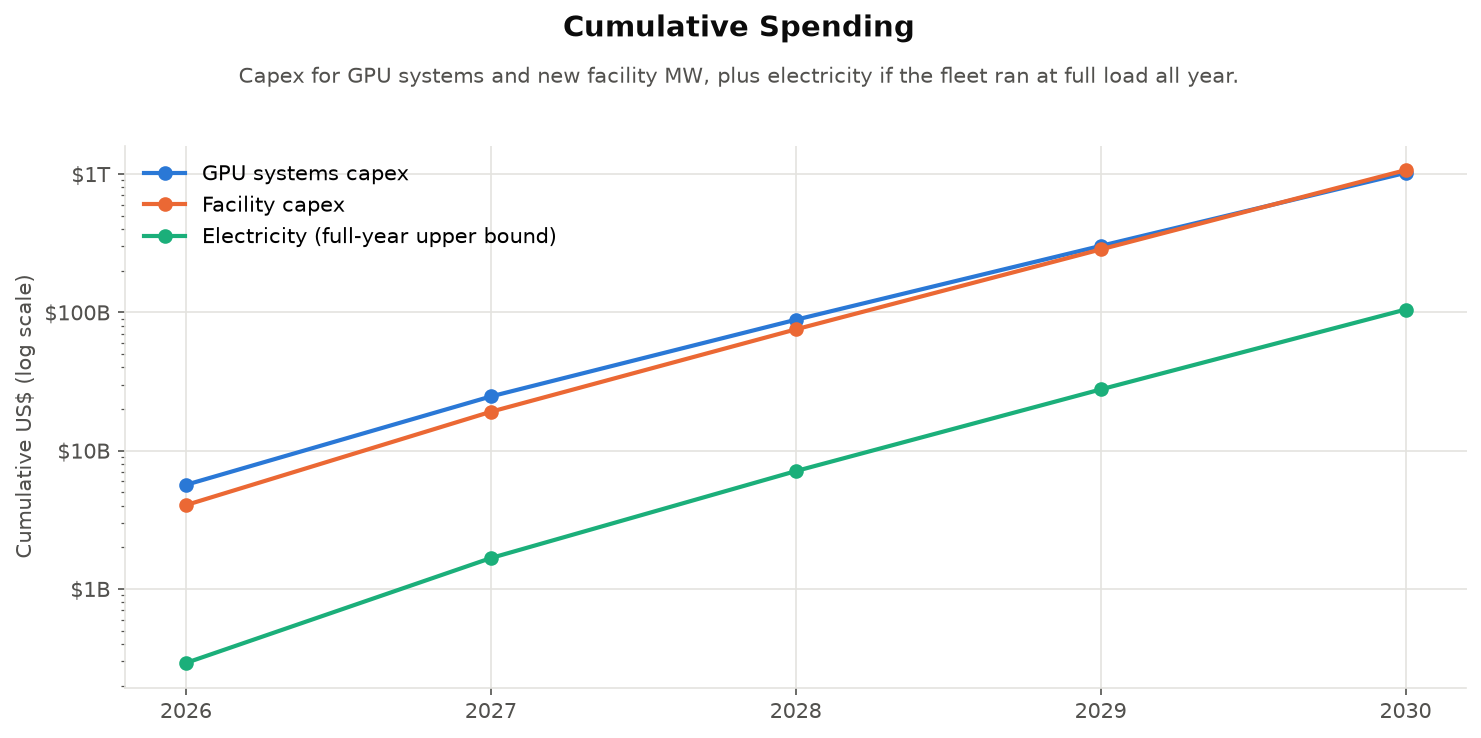 Cumulative Spending
Capex for GPU systems and new facility MW, plus electricity if the fleet ran at full load all year.
GPU systems capex
Facility capex
Electricity (full-year upper bound)
Cumulative US$ (log scale)
$1T
$100B
$10B
$1B
2026
2027
2028
2029
2030